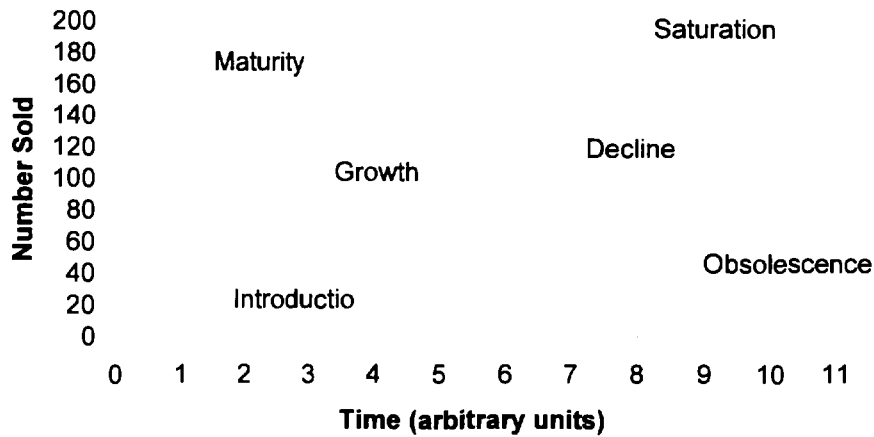 200
Saturation
180
Maturity
160
140
120
Decline
100
Growth
80
60
Obsolescence
40
20
Introductio
0
Number Sold
0 1 2 3 4 5 6 7 8 9 10 11
Time (arbitrary units)